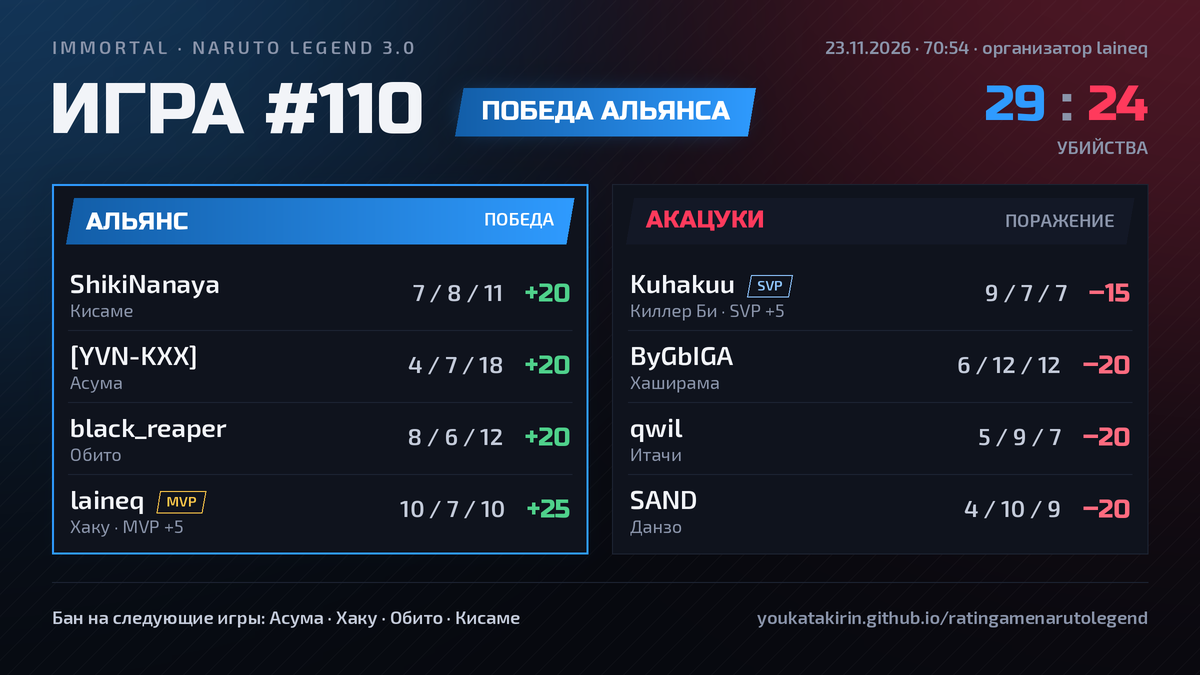 IMMORTAL · NARUTO LEGEND 3.0
23.11.2026 · 70:54 · организатор laineq
ИГРА #110
ПОБЕДА АЛЬЯНСА
29 : 24
УБИЙСТВА
АЛЬЯНС ПОБЕДА
ShikiNanaya 7 / 8 / 11 +20
Кисаме
[YVN-KXX] 4 / 7 / 18 +20
Асума
black_reaper 8 / 6 / 12 +20
Обито
laineq MVP 10 / 7 / 10 +25
Хаку · MVP +5
АКАЦУКИ ПОРАЖЕНИЕ
Kuhakuu SVP 9 / 7 / 7 −15
Киллер Би · SVP +5
ByGbIGA 6 / 12 / 12 −20
Хаширама
qwil 5 / 9 / 7 −20
Итачи
SAND 4 / 10 / 9 −20
Данзо
Бан на следующие игры: Асума · Хаку · Обито · Кисаме
youkatakirin.github.io/ratingamenarutolegend